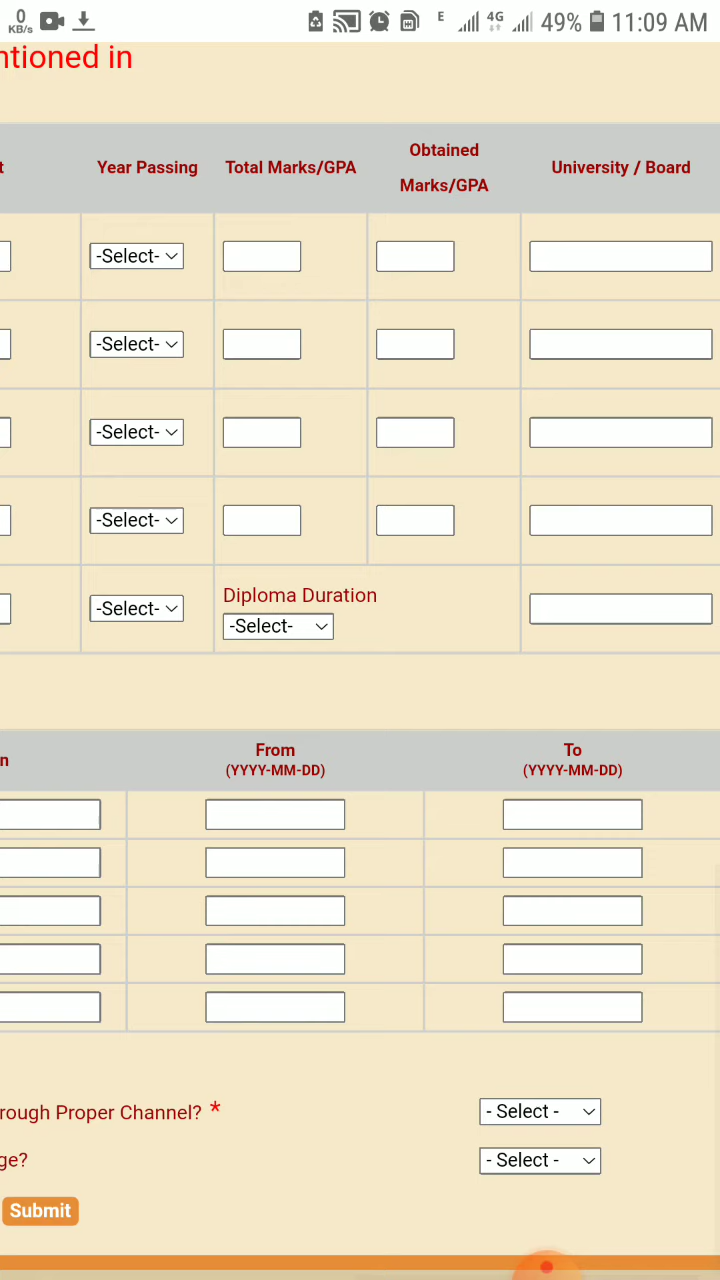 0 KB/s E 4G 49% 11:09 AM
ntioned in
t Year Passing Total Marks/GPA Obtained Marks/GPA University / Board
-Select-
-Select-
-Select-
-Select-
-Select- Diploma Duration
-Select-
n From (YYYY-MM-DD) To (YYYY-MM-DD)
rough Proper Channel? * - Select -
ge? - Select -
Submit